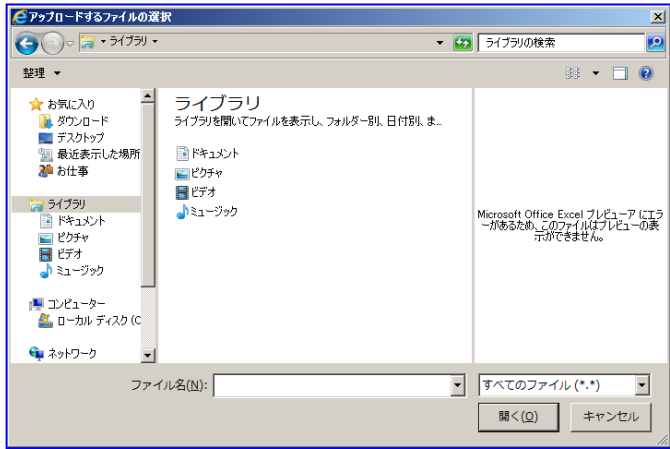 アップロードするファイルの選択
ライブラリ
ライブラリの検索
整理
お気に入り
ダウンロード
デスクトップ
最近表示した場所
お仕事
ライブラリ
ドキュメント
ピクチャ
ビデオ
ミュージック
コンピューター
ローカル ディスク (C
ネットワーク
ライブラリ
ライブラリを開いてファイルを表示し、フォルダー別、日付別、ま...
ドキュメント
ピクチャ
ビデオ
ミュージック
Microsoft Office Excel プレビューア にエラ
ーがあるため、このファイルはプレビューの表
示ができません。
ファイル名(N):
すべてのファイル (*.*)
開く(O)
キャンセル